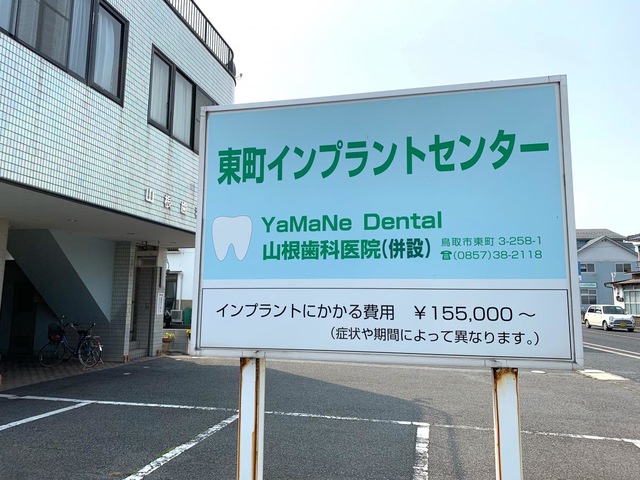 東町インプラントセンター
YaMaNe Dental
山根歯科医院(併設)
鳥取市東町 3-258-1
☎(0857)38-2118
インプラントにかかる費用 ¥155,000~
(症状や期間によって異なります。)
山根